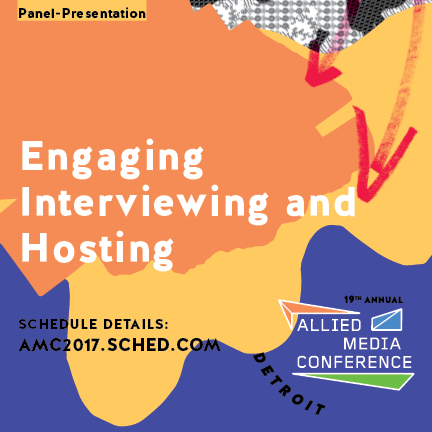 Panel-Presentation
Engaging
Interviewing and
Hosting
SCHEDULE DETAILS:
AMC2017.SCHED.COM
19TH ANNUAL
ALLIED
MEDIA
CONFERENCE
DETROIT